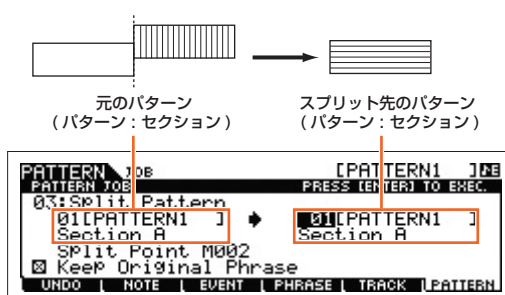 元のパターン
(パターン：セクション)
スプリット先のパターン
(パターン：セクション)
PATTERN JOB [PATTERN1 ]
PATTERN JOB PRESS [ENTER] TO EXEC.
03:Split Pattern
01[PATTERN1 ] 01[PATTERN1 ]
Section A Section A
Split Point M002
Keep Original Phrase
UNDO NOTE EVENT PHRASE TRACK PATTERN